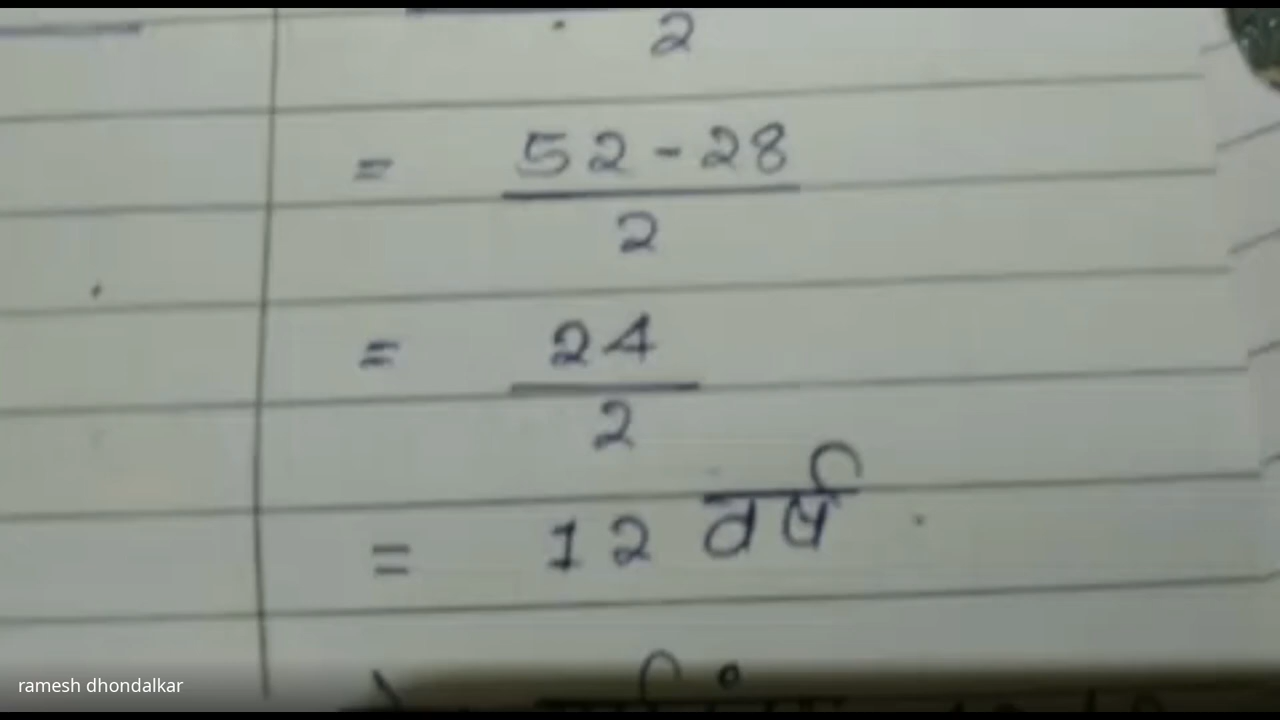 2
= 52-28
2
= 24
2
= 12 वर्ष
ramesh dhondalkar